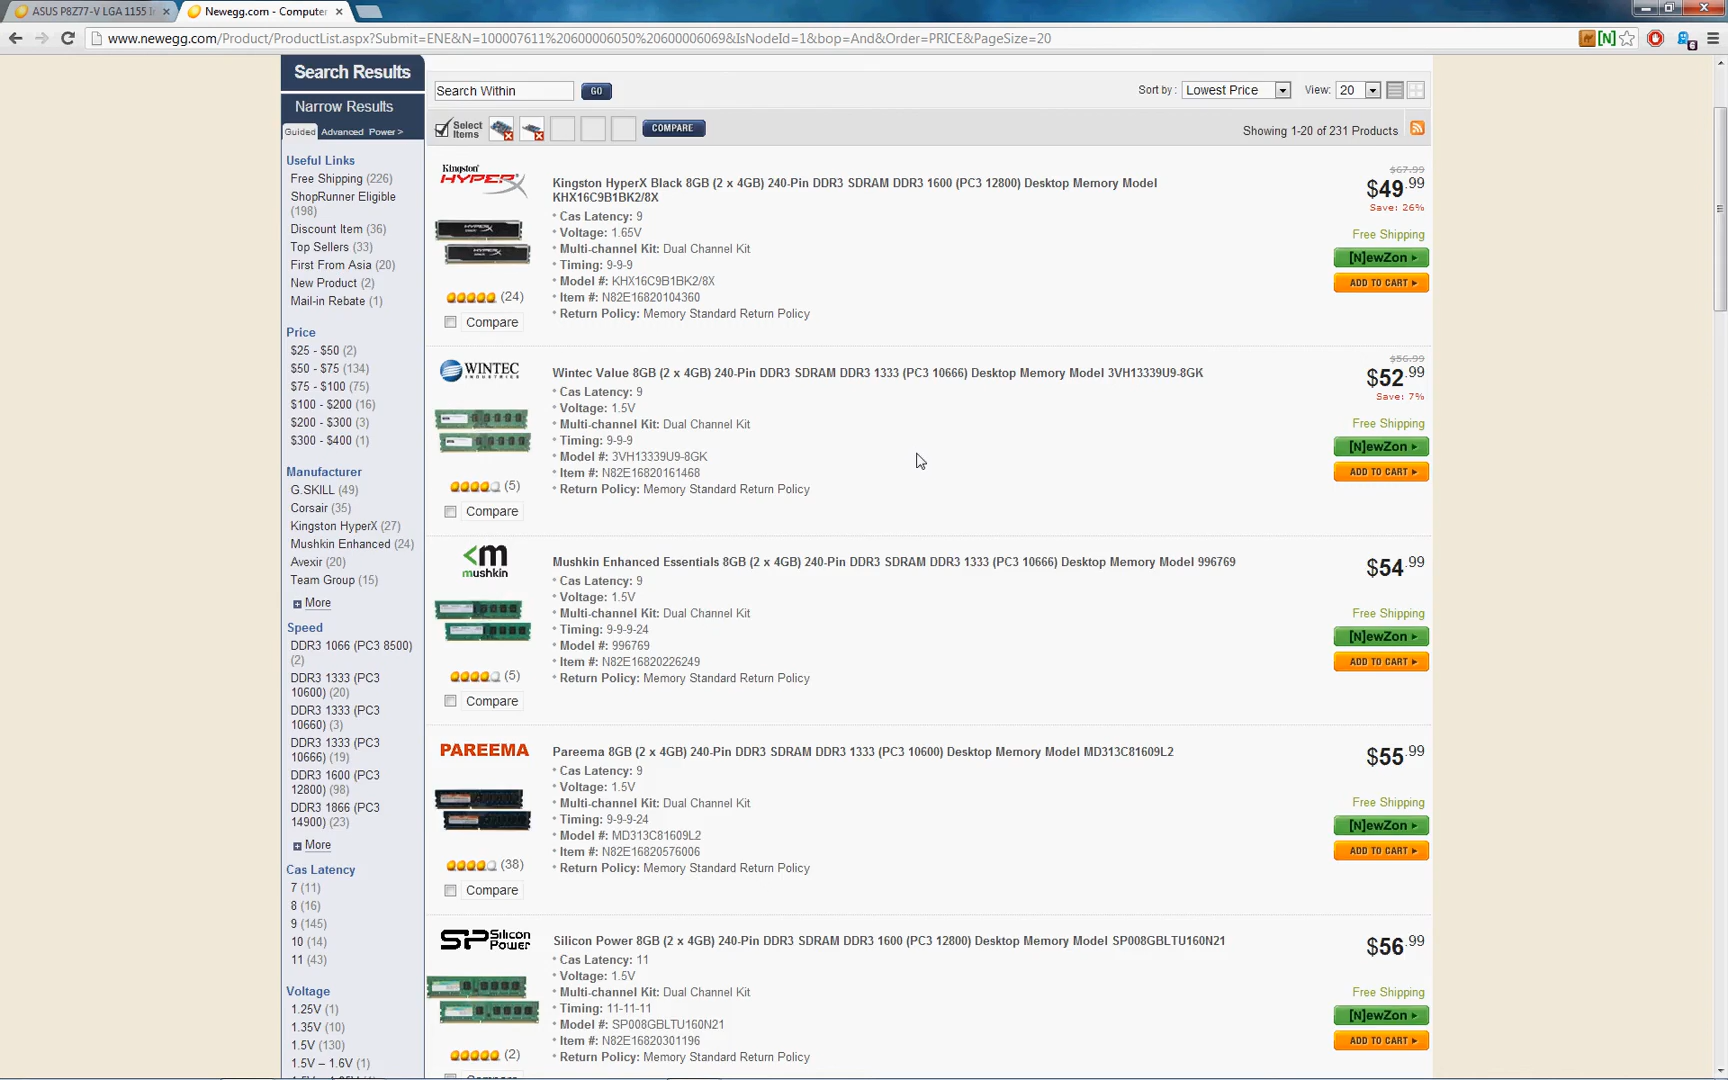 ASUS P8Z77-V LGA 1155 In
Newegg.com - Computer
www.newegg.com/Product/ProductList.aspx?Submit=ENE&N=100007611%20600006050%20600006069&IsNodeId=1&bop=And&Order=PRICE&PageSize=20
Search Results
Narrow Results
Guided Advanced Power >
Useful Links
Free Shipping (226)
ShopRunner Eligible
(198)
Discount Item (36)
Top Sellers (33)
First From Asia (20)
New Product (2)
Mail-in Rebate (1)
Price
$25 - $50 (2)
$50 - $75 (134)
$75 - $100 (75)
$100 - $200 (16)
$200 - $300 (3)
$300 - $400 (1)
Manufacturer
G.SKILL (49)
Corsair (35)
Kingston HyperX (27)
Mushkin Enhanced (24)
Avexir (20)
Team Group (15)
More
Speed
DDR3 1066 (PC3 8500)
(2)
DDR3 1333 (PC3
10600) (20)
DDR3 1333 (PC3
10660) (3)
DDR3 1333 (PC3
10666) (19)
DDR3 1600 (PC3
12800) (98)
DDR3 1866 (PC3
14900) (23)
More
Cas Latency
7 (11)
8 (16)
9 (145)
10 (14)
11 (43)
Voltage
1.25V (1)
1.35V (10)
1.5V (130)
1.5V – 1.6V (1)
Search Within GO
Sort by : Lowest Price View: 20
Select
Items
COMPARE
Showing 1-20 of 231 Products
Kingston
HYPERX
Kingston HyperX Black 8GB (2 x 4GB) 240-Pin DDR3 SDRAM DDR3 1600 (PC3 12800) Desktop Memory Model
KHX16C9B1BK2/8X
Cas Latency: 9
Voltage: 1.65V
Multi-channel Kit: Dual Channel Kit
Timing: 9-9-9
Model #: KHX16C9B1BK2/8X
Item #: N82E16820104360
Return Policy: Memory Standard Return Policy
(24)
Compare
$67.99
$49.99
Save: 26%
Free Shipping
[N]ewZon
ADD TO CART
WINTEC
INDUSTRIES
Wintec Value 8GB (2 x 4GB) 240-Pin DDR3 SDRAM DDR3 1333 (PC3 10666) Desktop Memory Model 3VH13339U9-8GK
Cas Latency: 9
Voltage: 1.5V
Multi-channel Kit: Dual Channel Kit
Timing: 9-9-9
Model #: 3VH13339U9-8GK
Item #: N82E16820161468
Return Policy: Memory Standard Return Policy
(5)
Compare
$56.99
$52.99
Save: 7%
Free Shipping
[N]ewZon
ADD TO CART
mushkin
Mushkin Enhanced Essentials 8GB (2 x 4GB) 240-Pin DDR3 SDRAM DDR3 1333 (PC3 10666) Desktop Memory Model 996769
Cas Latency: 9
Voltage: 1.5V
Multi-channel Kit: Dual Channel Kit
Timing: 9-9-9-24
Model #: 996769
Item #: N82E16820226249
Return Policy: Memory Standard Return Policy
(5)
Compare
$54.99
Free Shipping
[N]ewZon
ADD TO CART
PAREEMA
Pareema 8GB (2 x 4GB) 240-Pin DDR3 SDRAM DDR3 1333 (PC3 10600) Desktop Memory Model MD313C81609L2
Cas Latency: 9
Voltage: 1.5V
Multi-channel Kit: Dual Channel Kit
Timing: 9-9-9-24
Model #: MD313C81609L2
Item #: N82E16820576006
Return Policy: Memory Standard Return Policy
(38)
Compare
$55.99
Free Shipping
[N]ewZon
ADD TO CART
SP Silicon
Power
Silicon Power 8GB (2 x 4GB) 240-Pin DDR3 SDRAM DDR3 1600 (PC3 12800) Desktop Memory Model SP008GBLTU160N21
Cas Latency: 11
Voltage: 1.5V
Multi-channel Kit: Dual Channel Kit
Timing: 11-11-11
Model #: SP008GBLTU160N21
Item #: N82E16820301196
Return Policy: Memory Standard Return Policy
(2)
$56.99
Free Shipping
[N]ewZon
ADD TO CART